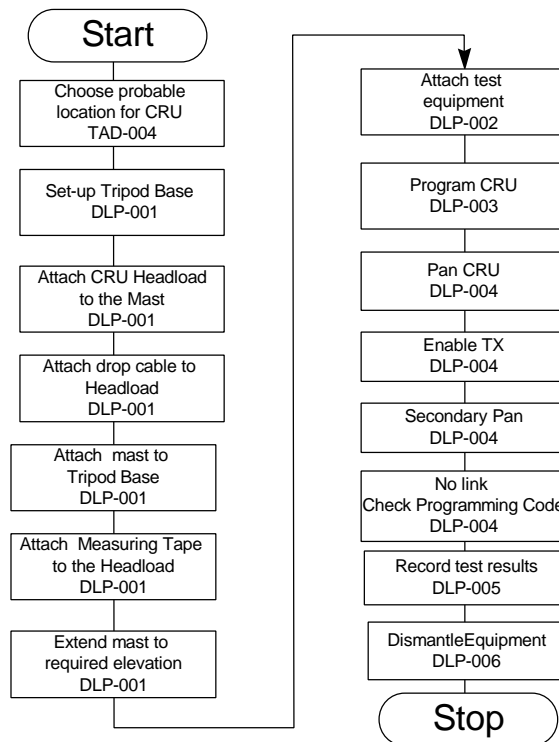 Start
Choose probable
location for CRU
TAD-004
Set-up Tripod Base
DLP-001
Attach CRU Headload
to the Mast
DLP-001
Attach drop cable to
Headload
DLP-001
Attach mast to
Tripod Base
DLP-001
Attach Measuring Tape
to the Headload
DLP-001
Extend mast to
required elevation
DLP-001
Attach test
equipment
DLP-002
Program CRU
DLP-003
Pan CRU
DLP-004
Enable TX
DLP-004
Secondary Pan
DLP-004
No link
Check Programming Code
DLP-004
Record test results
DLP-005
DismantleEquipment
DLP-006
Stop